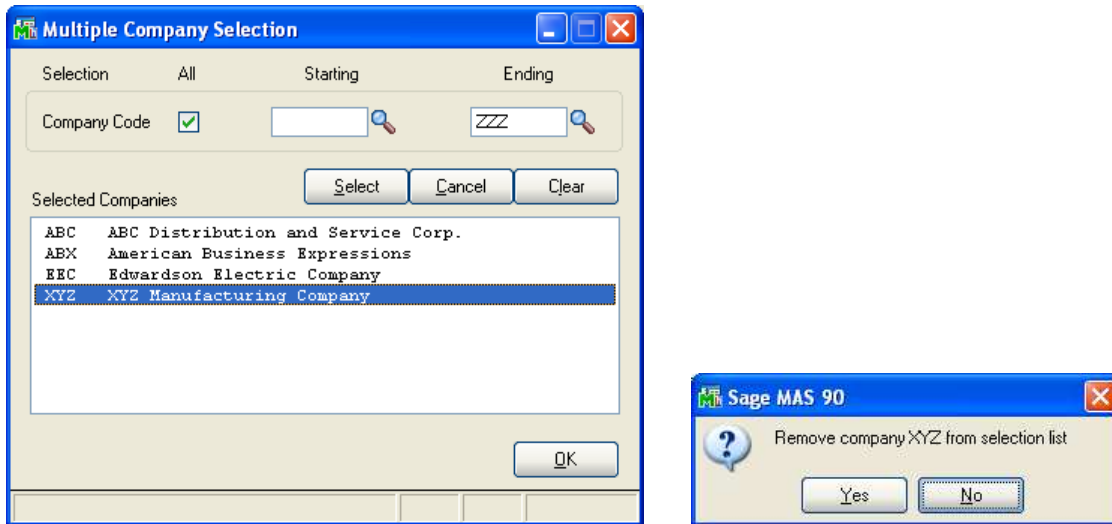 Multiple Company Selection
Selection All Starting Ending
Company Code ZZZ
Select Cancel Clear
Selected Companies
ABC ABC Distribution and Service Corp.
ABX American Business Expressions
EEC Edwardson Electric Company
XYZ XYZ Manufacturing Company
OK
Sage MAS 90
Remove company XYZ from selection list
Yes No